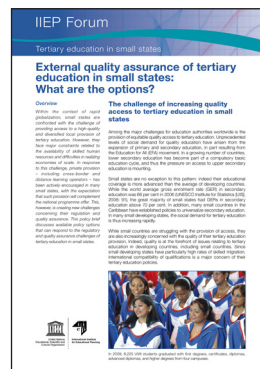 IIEP Forum
Tertiary education in small states
External quality assurance of tertiary
education in small states:
What are the options?
Overview
Within the context of rapid
globalization, small states are
confronted with the challenge of
providing access to a high-quality
and diversified local provision of
tertiary education. However, they
face major constraints related to
the availability of skilled human
resources and difficulties in realizing
economies of scale. In response
to this challenge, private provision
– including cross-border and
distance learning operators – has
been actively encouraged in many
small states, with the expectation
that such provision will complement
the national programme offer. This,
however, is creating new challenges
concerning their regulation and
quality assurance. This policy brief
discusses available policy options
that can respond to the regulatory
and quality assurance challenges of
tertiary education in small states.
The challenge of increasing quality
access to tertiary education in small
states
Among the major challenges for education authorities worldwide is the
provision of equitable quality access to tertiary education. Unprecedented
levels of social demand for quality education have arisen from the
expansion of primary and secondary education, in part resulting from
the Education for All (EFA) movement. In a growing number of countries,
lower secondary education has become part of a compulsory basic
education cycle, and thus the pressure on access to upper secondary
education is mounting.
Small states are no exception to this pattern; indeed their educational
coverage is more advanced than the average of developing countries.
While the world average gross enrolment rate (GER) in secondary
education was 66 per cent in 2006 (UNESCO Institute for Statistics [UIS],
2008: 91), the great majority of small states had GERs in secondary
education above 70 per cent. In addition, many small countries in the
Caribbean have established policies to universalize secondary education.
In many small developing states, the social demand for tertiary education
is thus increasing rapidly.
While small countries are struggling with the provision of access, they
are also increasingly concerned with the quality of their tertiary education
provision. Indeed, quality is at the forefront of issues relating to tertiary
education in developing countries, including small countries. Since
small developing states have particularly high rates of skilled migration,
international compatibility of qualifications is a major concern of their
tertiary education policies.
United Nations
Educational, Scientific and
Cultural Organization
International Institute
for Educational Planning
In 2009, 6,225 UWI students graduated with first degrees, certificates, diplomas,
advanced diplomas, and higher degrees from four campuses.